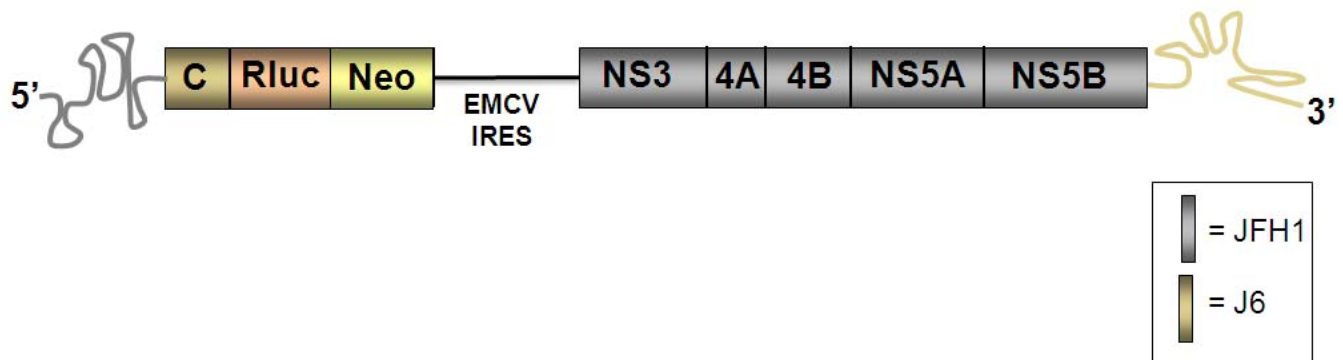 5’
C Rluc Neo
EMCV
IRES
NS3 4A 4B NS5A NS5B
3’
= JFH1
= J6